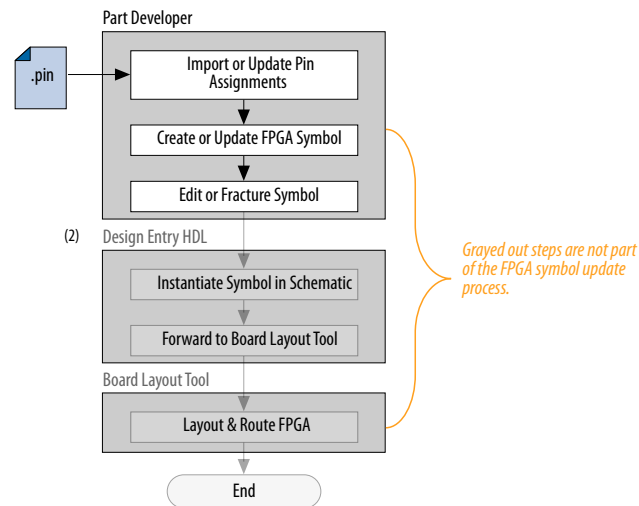 Part Developer
.pin
Import or Update Pin
Assignments
Create or Update FPGA Symbol
Edit or Fracture Symbol
(2)
Design Entry HDL
Instantiate Symbol in Schematic
Forward to Board Layout Tool
Board Layout Tool
Layout & Route FPGA
End
Grayed out steps are not part
of the FPGA symbol update
process.